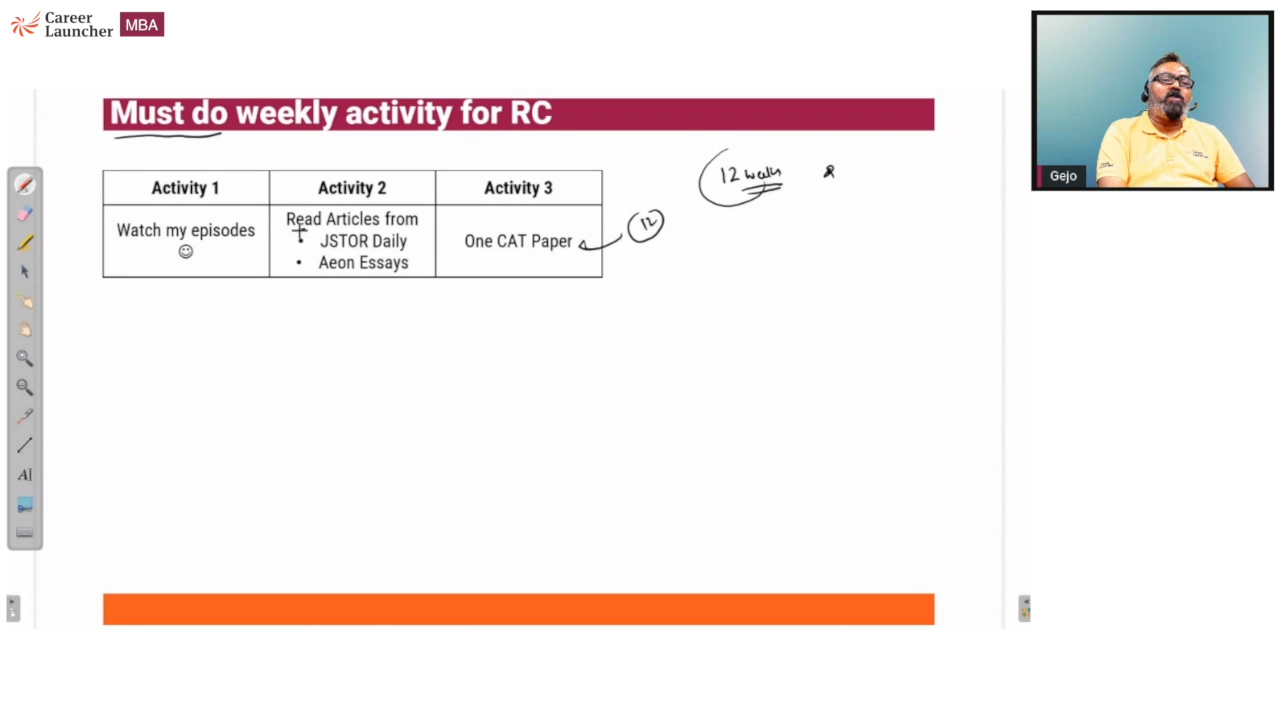 Career
Launcher
MBA
Must do weekly activity for RC
Activity 1
Activity 2
Activity 3
Watch my episodes
☺
Read Articles from
• JSTOR Daily
• Aeon Essays
One CAT Paper
12
12 weeks
Gejo
AI